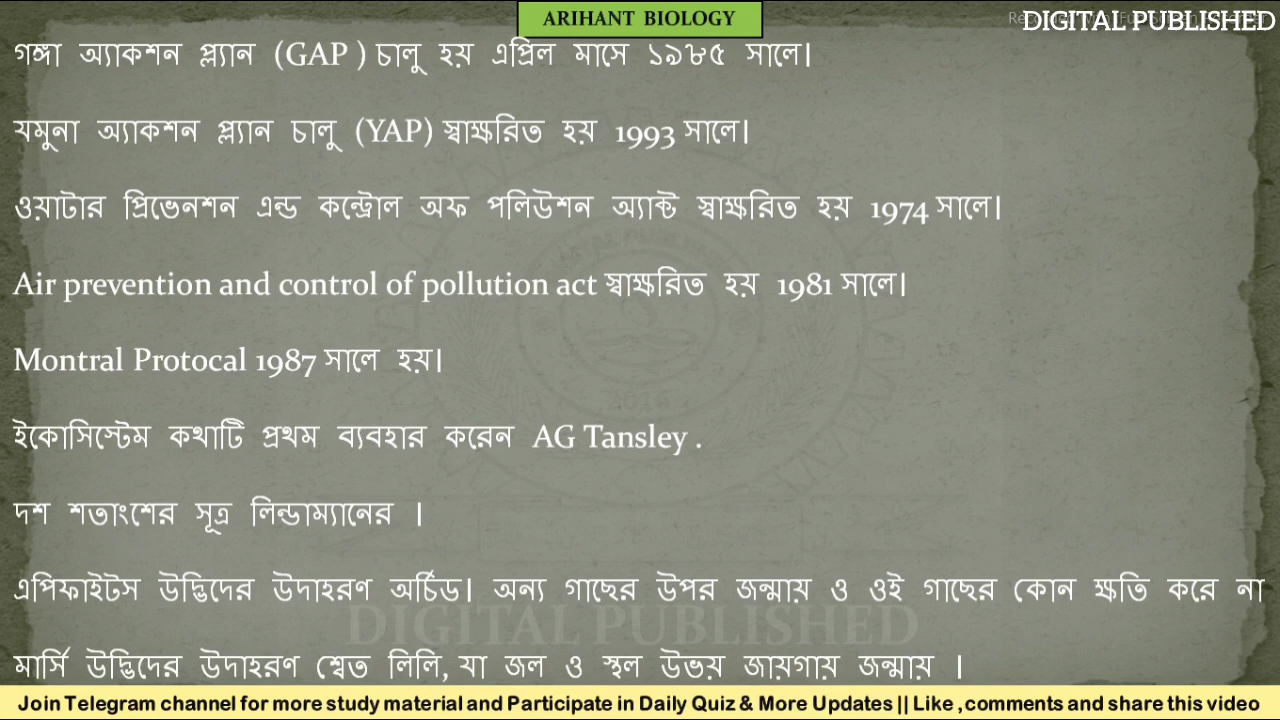 ARIHANT BIOLOGY
DIGITAL PUBLISHED
গঙ্গা অ্যাকশন প্ল্যান (GAP ) চালু হয় এপ্রিল মাসে ১৯৮৫ সালে।
যমুনা অ্যাকশন প্ল্যান চালু (YAP) স্বাক্ষরিত হয় 1993 সালে।
ওয়াটার প্রিভেনশন এন্ড কন্ট্রোল অফ পলিউশন অ্যাক্ট স্বাক্ষরিত হয় 1974 সালে।
Air prevention and control of pollution act স্বাক্ষরিত হয় 1981 সালে।
Montral Protocal 1987 সালে হয়।
ইকোসিস্টেম কথাটি প্রথম ব্যবহার করেন AG Tansley .
দশ শতাংশের সূত্র লিন্ডাম্যানের ।
এপিফাইটস উদ্ভিদের উদাহরণ অর্চিড। অন্য গাছের উপর জন্মায় ও ওই গাছের কোন ক্ষতি করে না
DIGITAL PUBLISHED
মার্সি উদ্ভিদের উদাহরণ শ্বেত লিলি, যা জল ও স্থল উভয় জায়গায় জন্মায় ।
Join Telegram channel for more study material and Participate in Daily Quiz & More Updates || Like ,comments and share this video